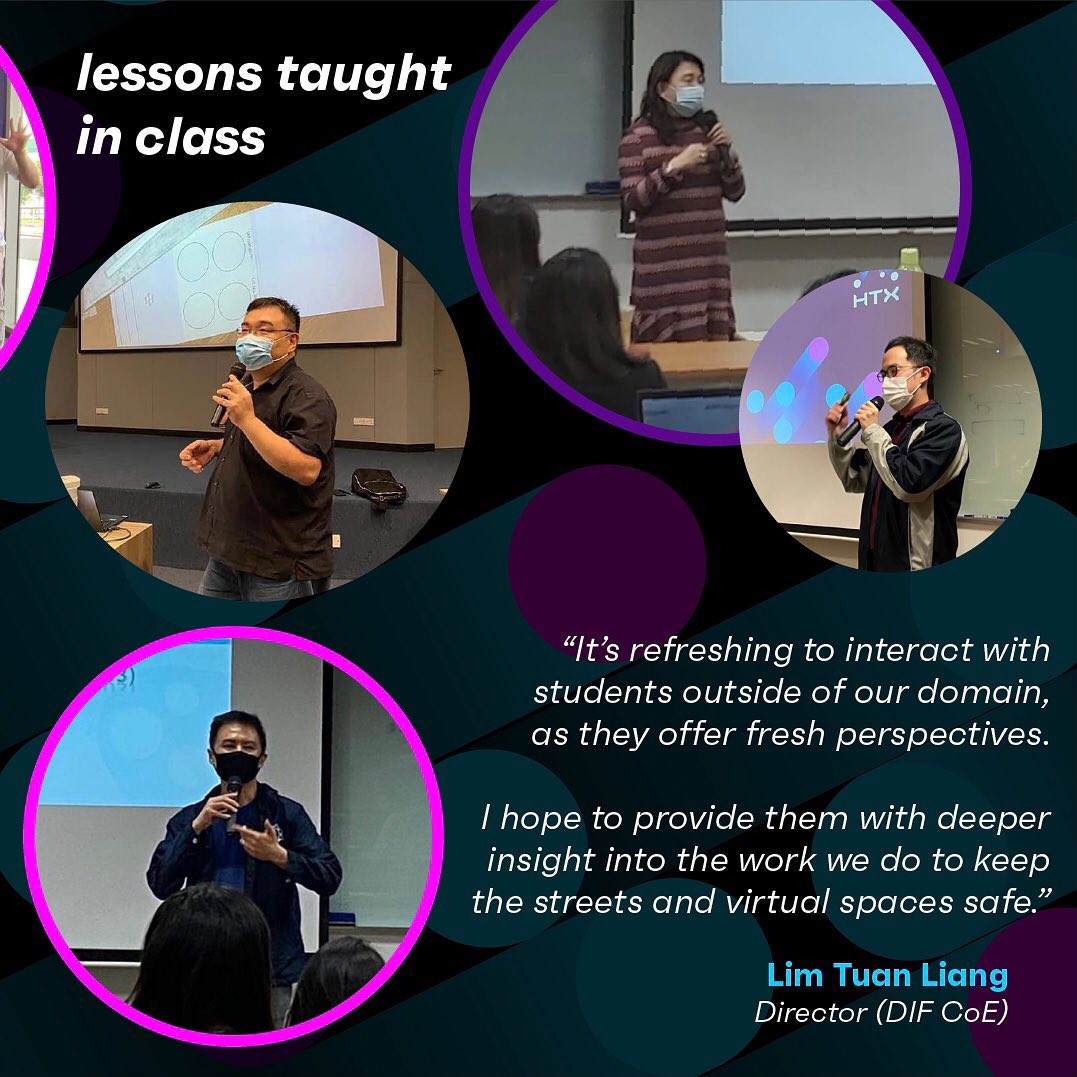 lessons taught
in class
HTX
“It’s refreshing to interact with
students outside of our domain,
as they offer fresh perspectives.
I hope to provide them with deeper
insight into the work we do to keep
the streets and virtual spaces safe.”
Lim Tuan Liang
Director (DIF CoE)